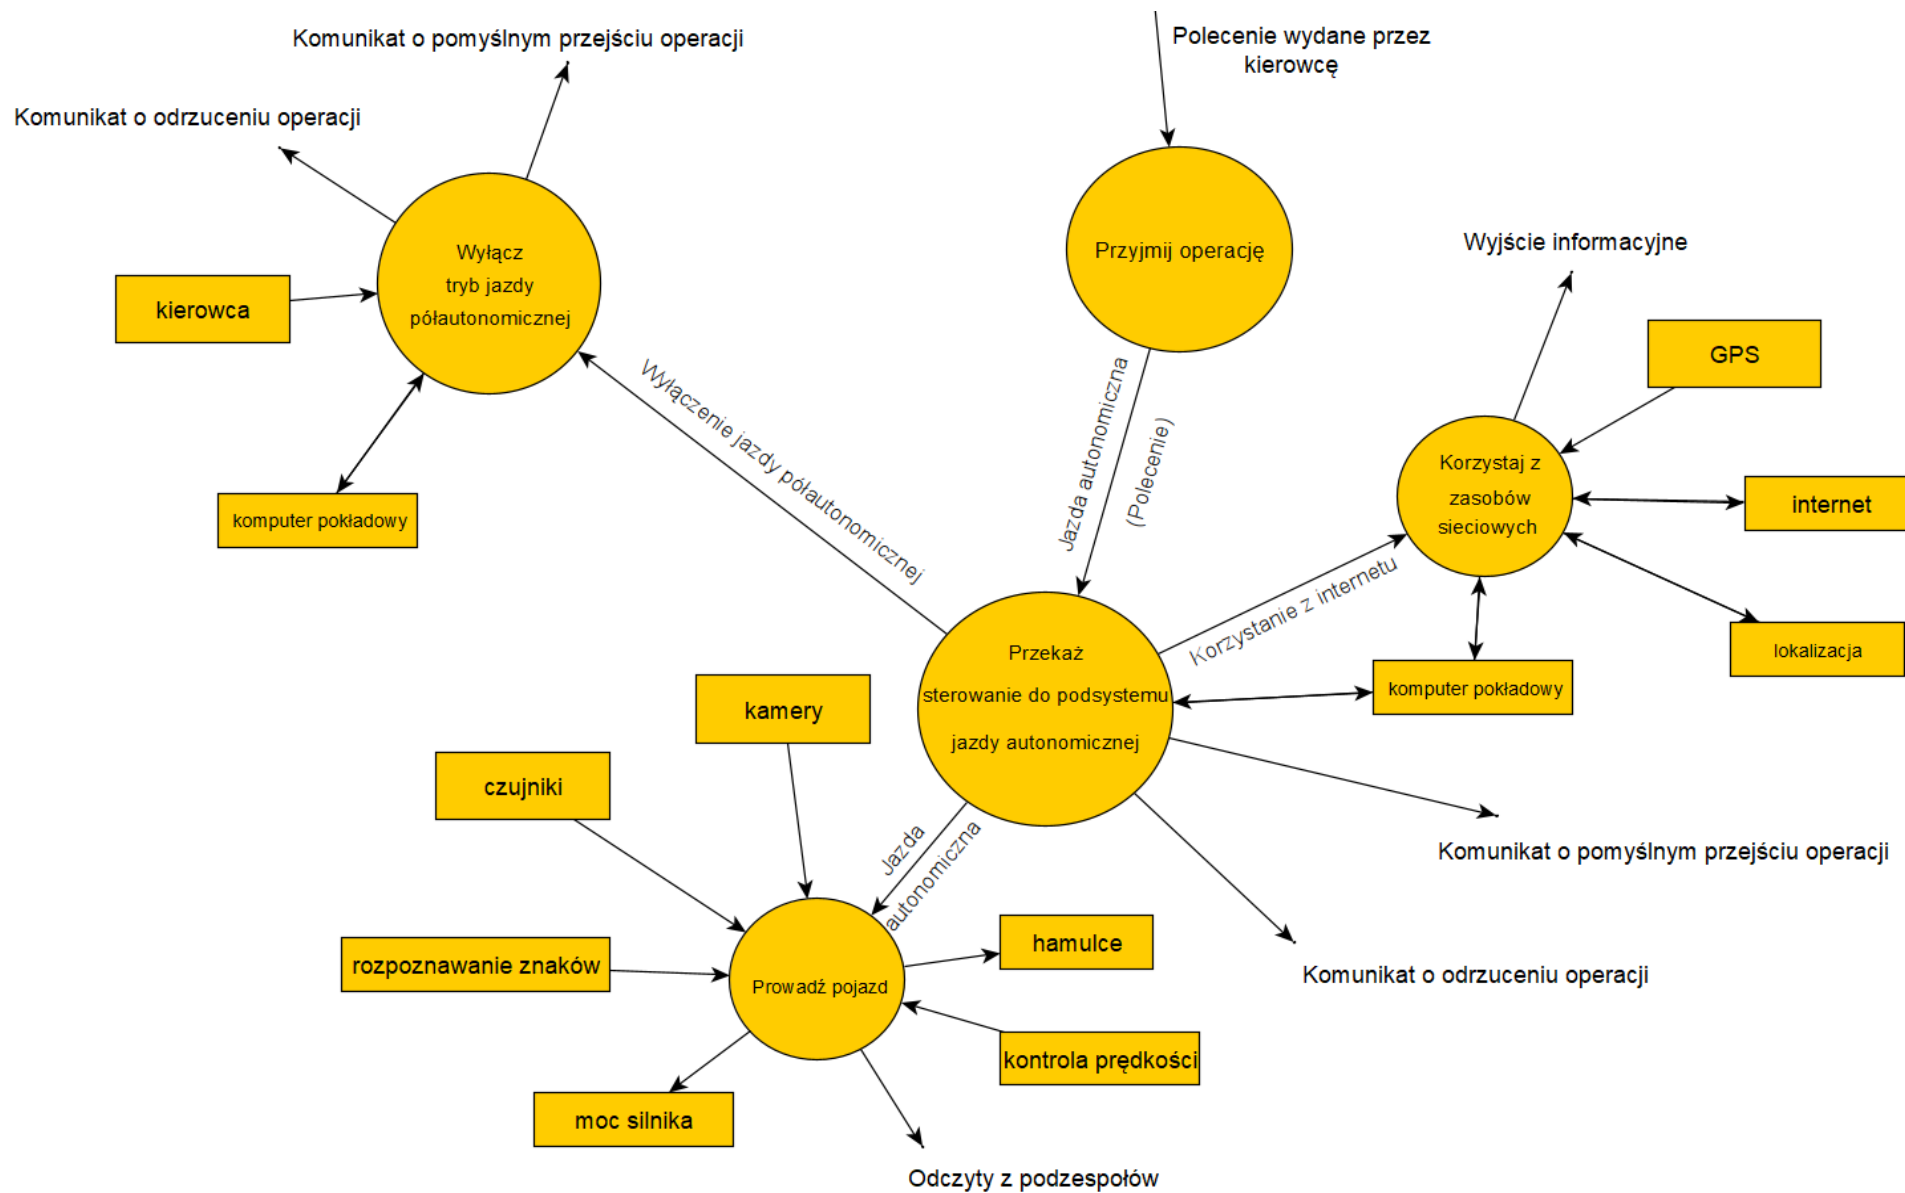 Komunikat o pomyślnym przejściu operacji
Polecenie wydane przez
kierowcę
Komunikat o odrzuceniu operacji
Wyłącz
tryb jazdy
półautonomicznej
kierowca
komputer pokładowy
Przyjmij operację
Wyjście informacyjne
GPS
Korzystaj z
zasobów
sieciowych
internet
lokalizacja
komputer pokładowy
Wyłączenie jazdy półautonomicznej
Jazda autonomiczna
(Polecenie)
Korzystanie z internetu
Przekaż
sterowanie do podsystemu
jazdy autonomicznej
kamery
czujniki
Jazda
autonomiczna
Komunikat o pomyślnym przejściu operacji
Komunikat o odrzuceniu operacji
rozpoznawanie znaków
Prowadź pojazd
hamulce
kontrola prędkości
moc silnika
Odczyty z podzespołów